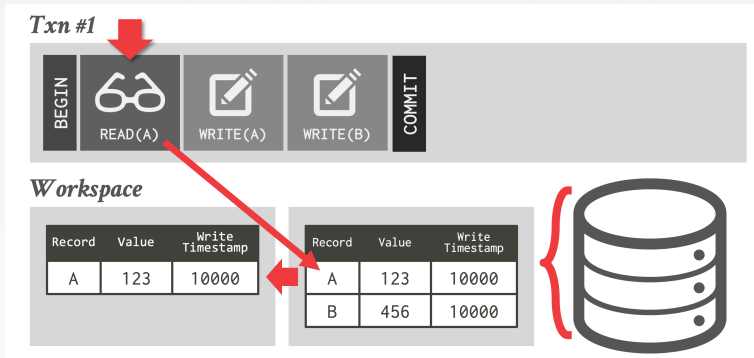 Txn #1
BEGIN
READ(A)
WRITE(A)
WRITE(B)
COMMIT
Workspace
Record Value Write Timestamp
A 123 10000
Record Value Write Timestamp
A 123 10000
B 456 10000